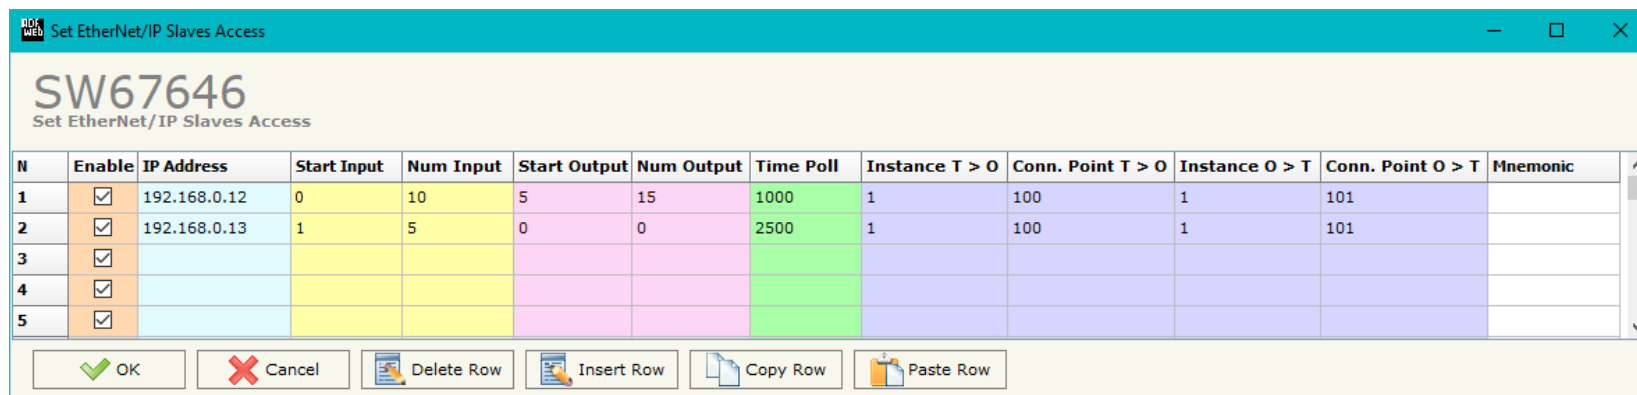 ADF
WEB
Set EtherNet/IP Slaves Access
SW67646
Set EtherNet/IP Slaves Access
N Enable IP Address Start Input Num Input Start Output Num Output Time Poll Instance T > O Conn. Point T > O Instance O > T Conn. Point O > T Mnemonic
1 192.168.0.12 0 10 5 15 1000 1 100 1 101
2 192.168.0.13 1 5 0 0 2500 1 100 1 101
3
4
5
OK Cancel Delete Row Insert Row Copy Row Paste Row